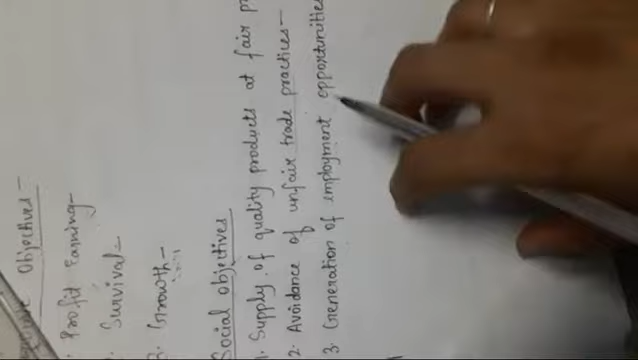 Objectives -
Profit Earning -
Survival -
3. Growth -
Social objectives
1. Supply of quality products at fair
2. Avoidance of unfair trade practices -
3. Generation of employment opportunities